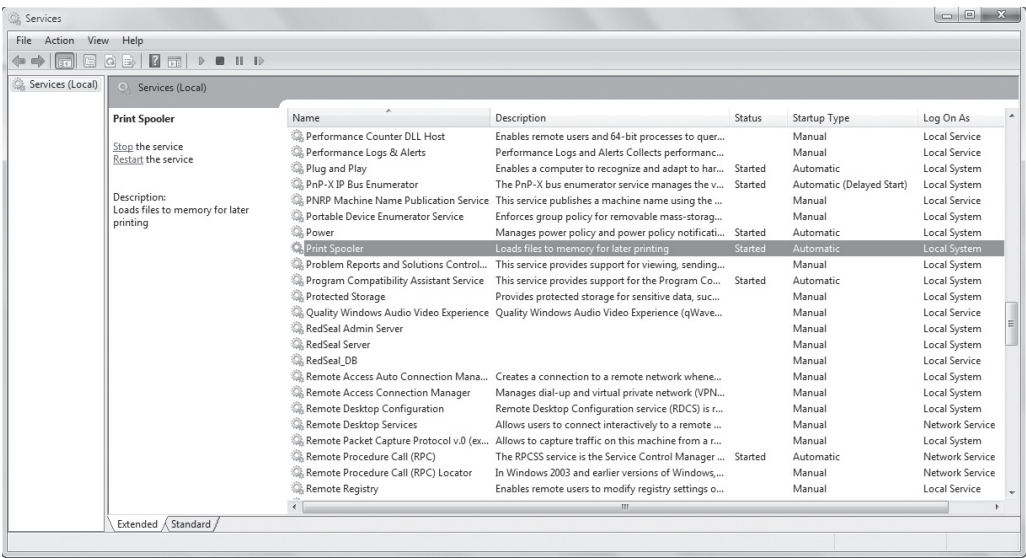 Services
File Action View Help
Services (Local)
Services (Local)
Print Spooler
Stop the service
Restart the service
Description:
Loads files to memory for later
printing
Name Description Status Startup Type Log On As
Performance Counter DLL Host Enables remote users and 64-bit processes to quer... Manual Local Service
Performance Logs & Alerts Performance Logs and Alerts Collects performanc... Manual Local Service
Plug and Play Enables a computer to recognize and adapt to har... Started Automatic Local System
PnP-X IP Bus Enumerator The PnP-X bus enumerator service manages the v... Started Automatic (Delayed Start) Local System
PNRP Machine Name Publication Service This service publishes a machine name using the ... Manual Local Service
Portable Device Enumerator Service Enforces group policy for removable mass-storag... Manual Local System
Power Manages power policy and power policy notificati... Started Automatic Local System
Print Spooler Loads files to memory for later printing Started Automatic Local System
Problem Reports and Solutions Control... This service provides support for viewing, sending... Manual Local System
Program Compatibility Assistant Service This service provides support for the Program Co... Started Automatic Local System
Protected Storage Provides protected storage for sensitive data, suc... Manual Local System
Quality Windows Audio Video Experience Quality Windows Audio Video Experience (qWave... Manual Local Service
RedSeal Admin Server Manual Local System
RedSeal Server Manual Local System
RedSeal_DB Manual Local Service
Remote Access Auto Connection Mana... Creates a connection to a remote network whene... Manual Local System
Remote Access Connection Manager Manages dial-up and virtual private network (VPN... Manual Local System
Remote Desktop Configuration Remote Desktop Configuration service (RDCS) is r... Manual Local System
Remote Desktop Services Allows users to connect interactively to a remote ... Manual Network Service
Remote Packet Capture Protocol v.0 (ex... Allows to capture traffic on this machine from a r... Manual Local System
Remote Procedure Call (RPC) The RPCSS service is the Service Control Manager ... Started Automatic Network Service
Remote Procedure Call (RPC) Locator In Windows 2003 and earlier versions of Windows,... Manual Network Service
Remote Registry Enables remote users to modify registry settings o... Manual Local Service
Extended Standard